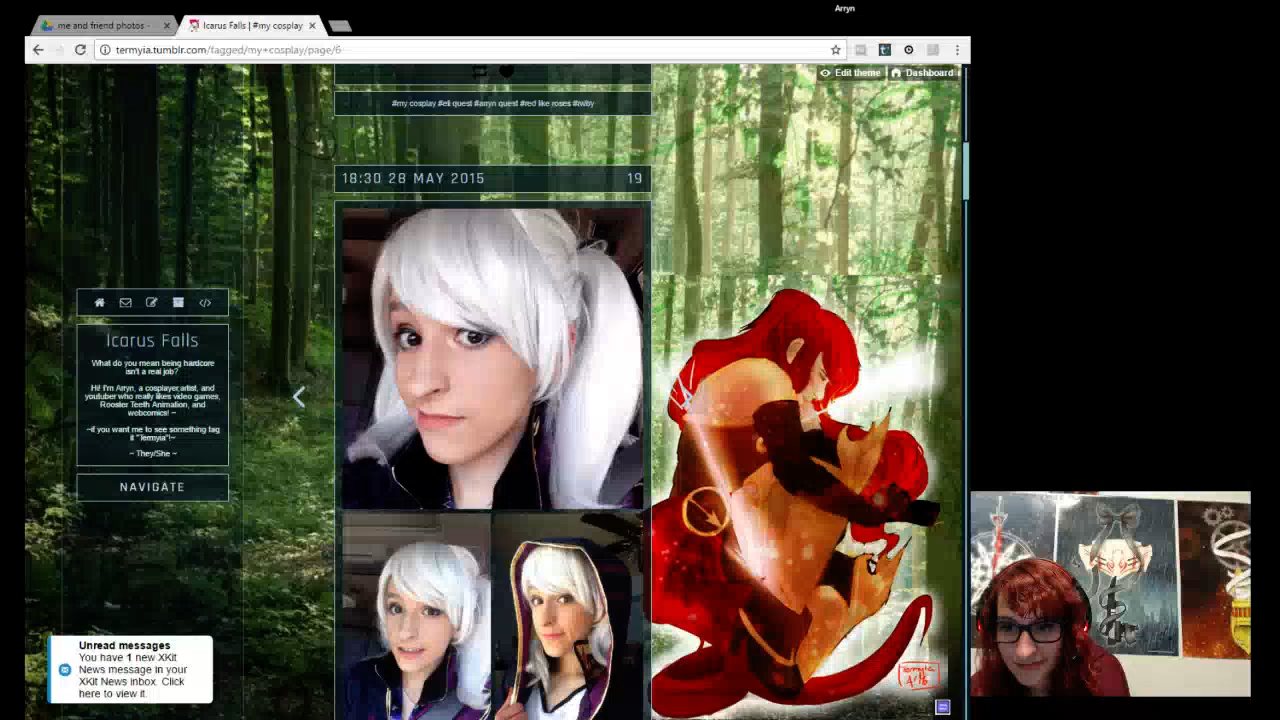 Arryn
me and friend photos -
Icarus Falls | #my cosplay
termyia.tumblr.com/tagged/my+cosplay/page/6
Edit theme
Dashboard
#my cosplay #eli quest #arryn quest #red like roses #rwby
18:30 28 MAY 2015
19
Icarus Falls
What do you mean being hardcore
isn't a real job?
Hi! I'm Arryn, a cosplayer,artist, and
youtuber who really likes video games,
Rooster Teeth Animation, and
webcomics! ~
~if you want me to see something tag
it "Termyia"!~
~ They/She ~
NAVIGATE
Unread messages
You have 1 new XKit
News message in your
XKit News inbox. Click
here to view it.
Termyia